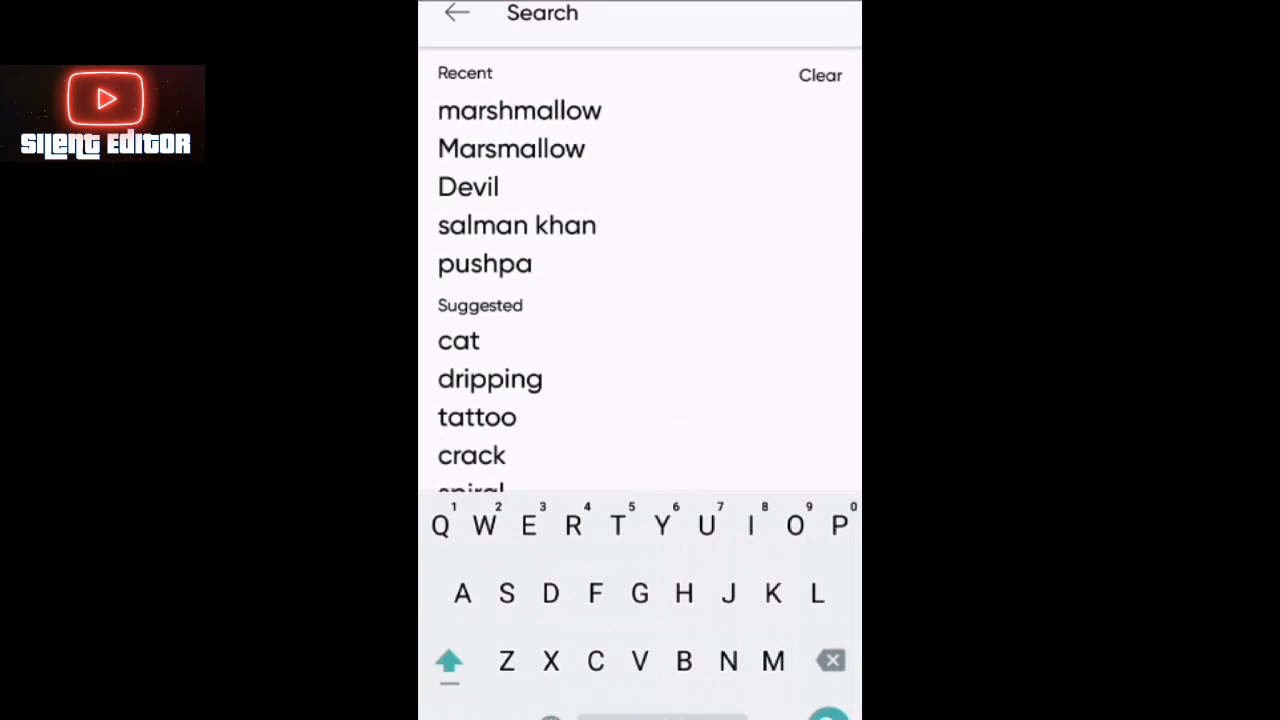 Search
Recent
Clear
marshmallow
Marsmallow
Devil
salman khan
pushpa
Suggested
cat
dripping
tattoo
crack
spiral
SILENT EDITOR
1 2 3 4 5 6 7 8 9 0
Q W E R T Y U I O P
A S D F G H J K L
Z X C V B N M